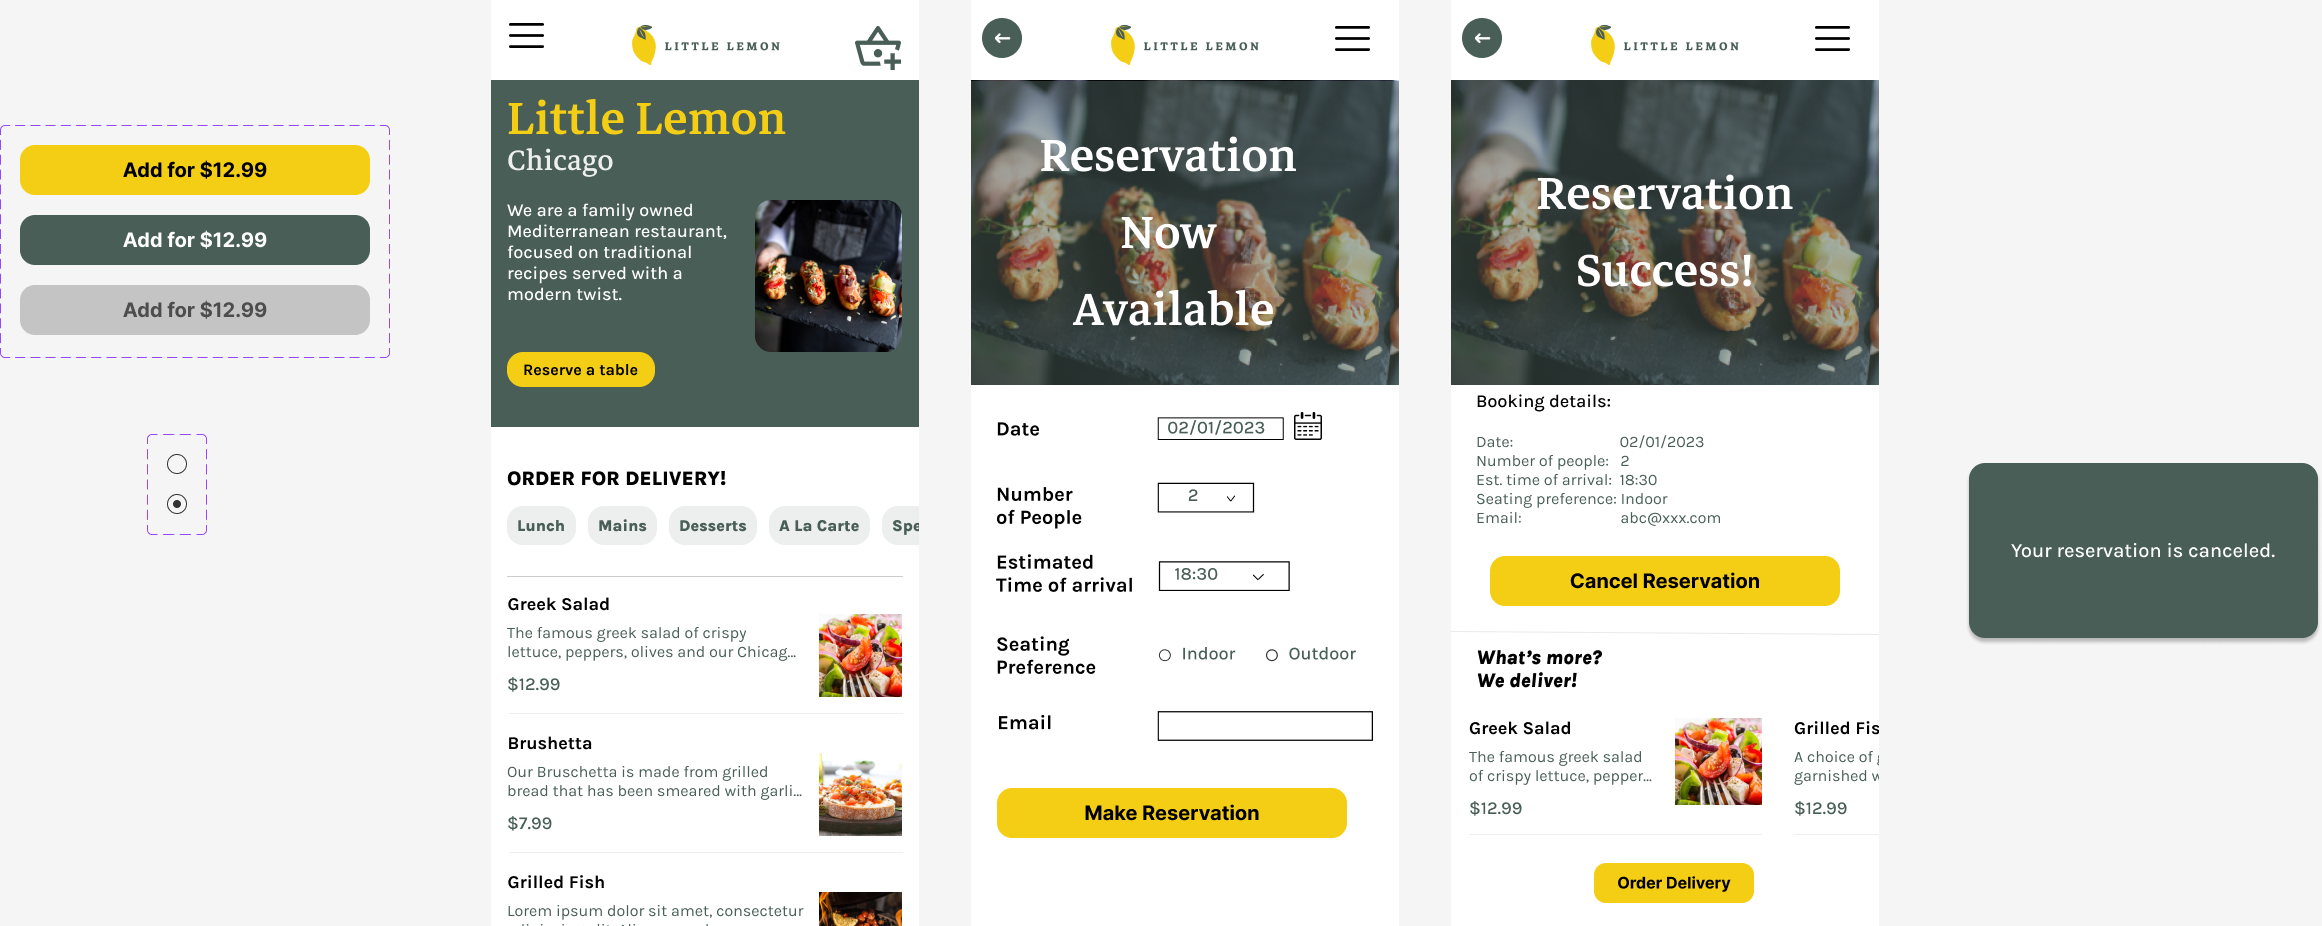 Add for $12.99
Add for $12.99
Add for $12.99
LITTLE LEMON
Little Lemon
Chicago
We are a family owned
Mediterranean restaurant,
focused on traditional
recipes served with a
modern twist.
Reserve a table
ORDER FOR DELIVERY!
Lunch Mains Desserts A La Carte Spe
Greek Salad
The famous greek salad of crispy
lettuce, peppers, olives and our Chicag...
$12.99
Brushetta
Our Bruschetta is made from grilled
bread that has been smeared with garli...
$7.99
Grilled Fish
Lorem ipsum dolor sit amet, consectetur
LITTLE LEMON
Reservation
Now
Available
Date 02/01/2023
Number
of People
2
Estimated
Time of arrival
18:30
Seating
Preference
Indoor Outdoor
Email
Make Reservation
LITTLE LEMON
Reservation
Success!
Booking details:
Date: 02/01/2023
Number of people: 2
Est. time of arrival: 18:30
Seating preference: Indoor
Email: abc@xxx.com
Cancel Reservation
What's more?
We deliver!
Greek Salad
The famous greek salad
of crispy lettuce, pepper...
$12.99
Grilled Fis
A choice of
garnished
$12.99
Order Delivery
Your reservation is canceled.